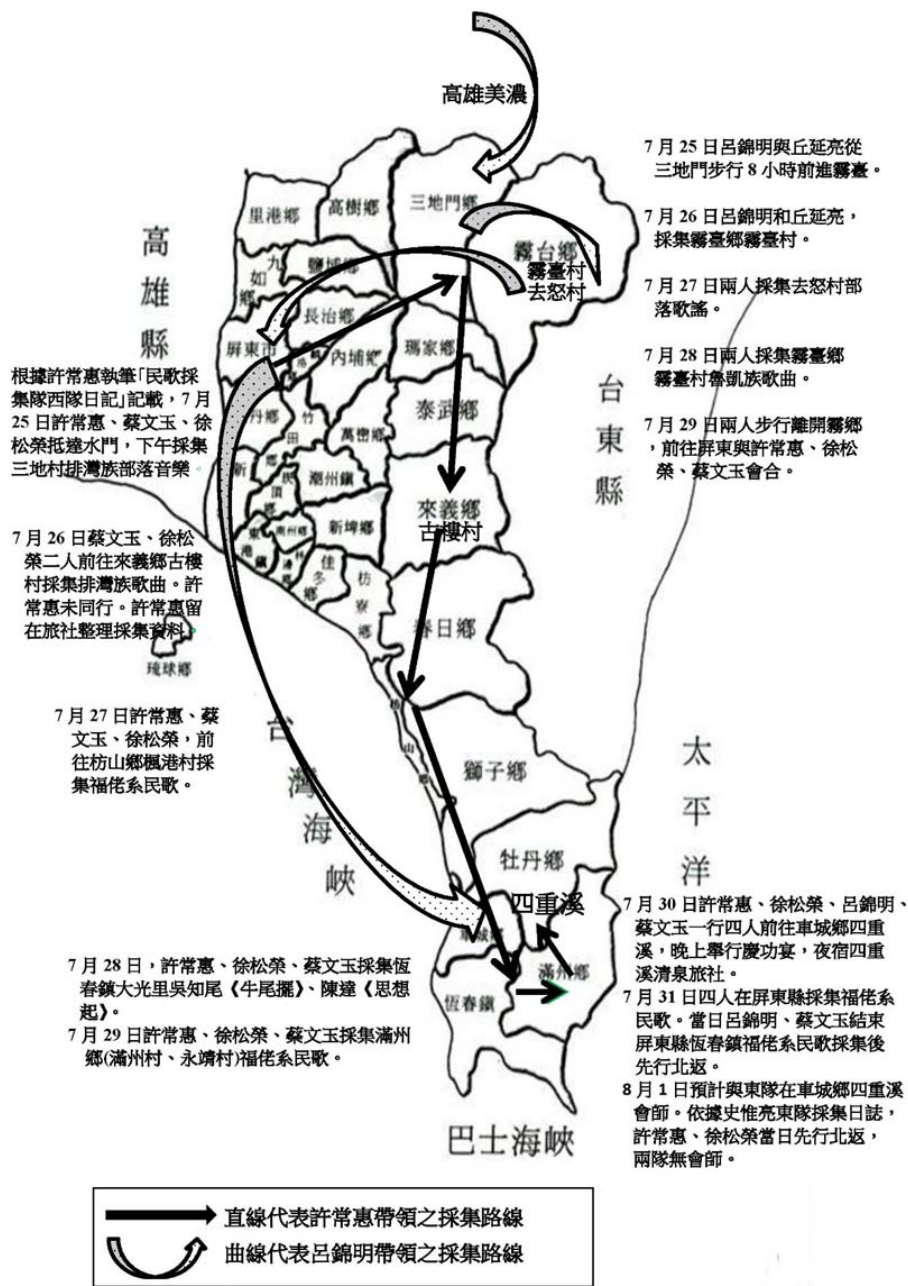 高雄美濃
7 月 25 日呂錦明與丘延亮從
三地門步行 8 小時前進霧臺。
7 月 26 日呂錦明和丘延亮，
採集霧臺鄉霧臺村。
7 月 27 日兩人採集去怒村部
落歌謠。
7 月 28 日兩人採集霧臺鄉
霧臺村魯凱族歌曲。
7 月 29 日兩人步行離開霧鄉
，前往屏東與許常惠、徐松
榮、蔡文玉會合。
高雄縣
台東縣
里港鄉
高樹鄉
三地門鄉
霧台鄉
霧臺村
去怒村
九如鄉
鹽埔鄉
長治鄉
屏東市
內埔鄉
瑪家鄉
泰武鄉
竹田鄉
萬巒鄉
潮州鎮
來義鄉
古樓村
新埤鄉
東港鎮
南州鄉
佳冬鄉
枋寮鄉
春日鄉
琉球鄉
枋山鄉
獅子鄉
牡丹鄉
四重溪
滿州鄉
恆春鎮
根據許常惠執筆「民歌採
集隊西隊日記」記載，7 月
25 日許常惠、蔡文玉、徐
松榮抵達水門，下午採集
三地村排灣族部落音樂
7 月 26 日蔡文玉、徐松
榮二人前往來義鄉古樓
村採集排灣族歌曲。許
常惠未同行。許常惠留
在旅社整理採集資料。
7 月 27 日許常惠、蔡
文玉、徐松榮，前
往枋山鄉楓港村採
集福佬系民歌。
台灣海峽
太平洋
7 月 28 日，許常惠、徐松榮、蔡文玉採集恆
春鎮大光里吳知尾《牛尾擺》、陳達《思想
起》。
7 月 29 日許常惠、徐松榮、蔡文玉採集滿州
鄉(滿州村、永靖村)福佬系民歌。
7 月 30 日許常惠、徐松榮、呂錦明、
蔡文玉一行四人前往車城鄉四重
溪，晚上舉行慶功宴，夜宿四重
溪清泉旅社。
7 月 31 日四人在屏東縣採集福佬系
民歌。當日呂錦明、蔡文玉結束
屏東縣恆春鎮福佬系民歌採集後
先行北返。
8 月 1 日預計與東隊在車城鄉四重溪
會師。依據史惟亮東隊採集日誌，
許常惠、徐松榮當日先行北返，
兩隊無會師。
巴士海峽
直線代表許常惠帶領之採集路線
曲線代表呂錦明帶領之採集路線